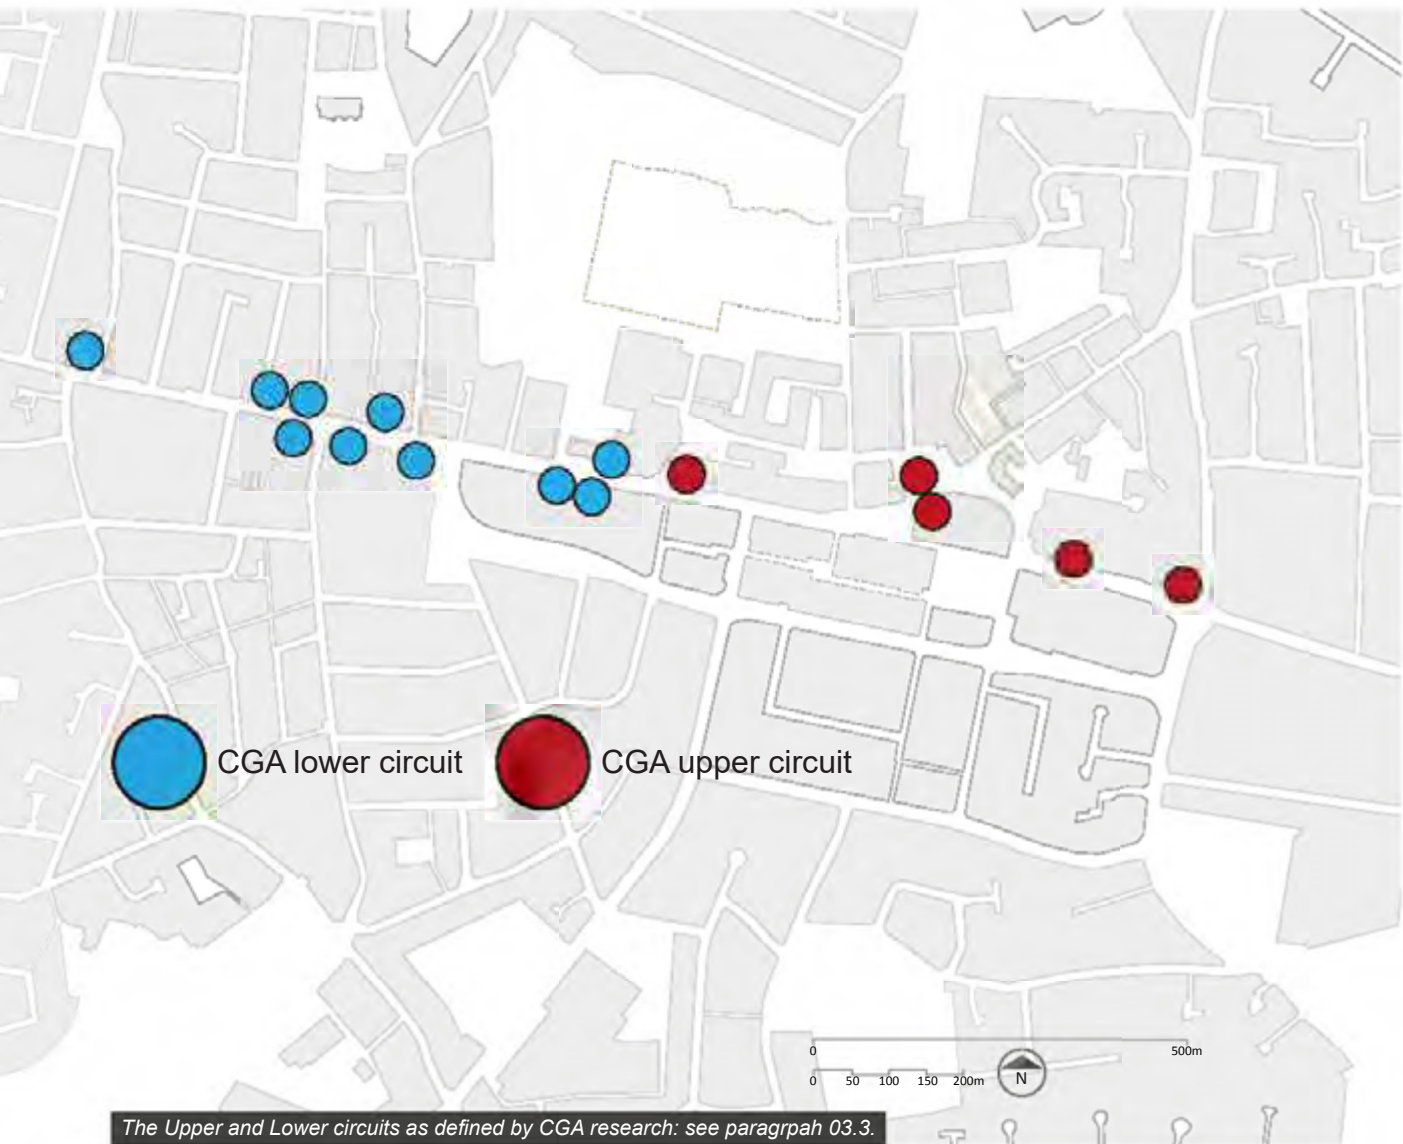 CGA lower circuit
CGA upper circuit
0 500m
0 50 100 150 200m
N
The Upper and Lower circuits as defined by CGA research: see paragrpah 03.3.